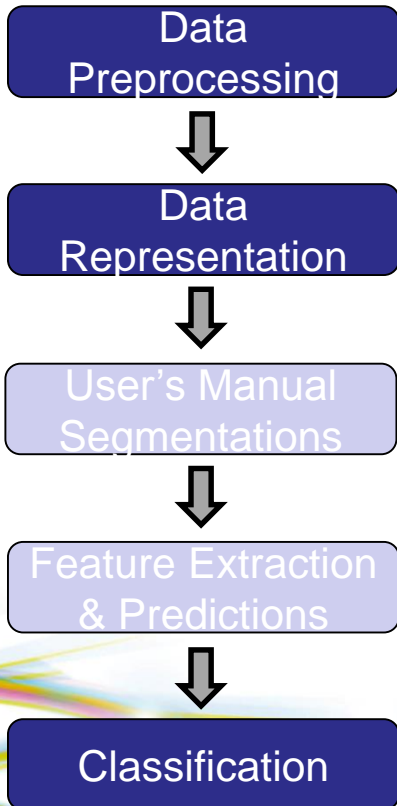 Data
Preprocessing
Data
Representation
User's Manual
Segmentations
Feature Extraction
& Predictions
Classification